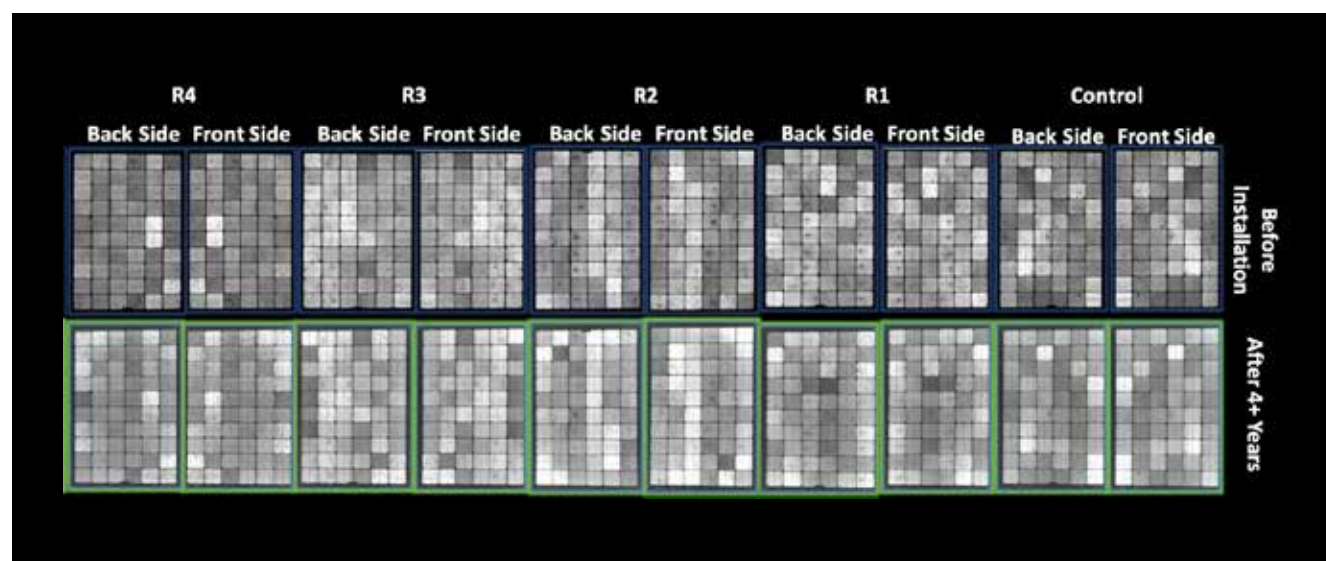 R4 R3 R2 R1 Control
Back Side Front Side Back Side Front Side Back Side Front Side Back Side Front Side Back Side Front Side
Before
Installation
After 4+ Years